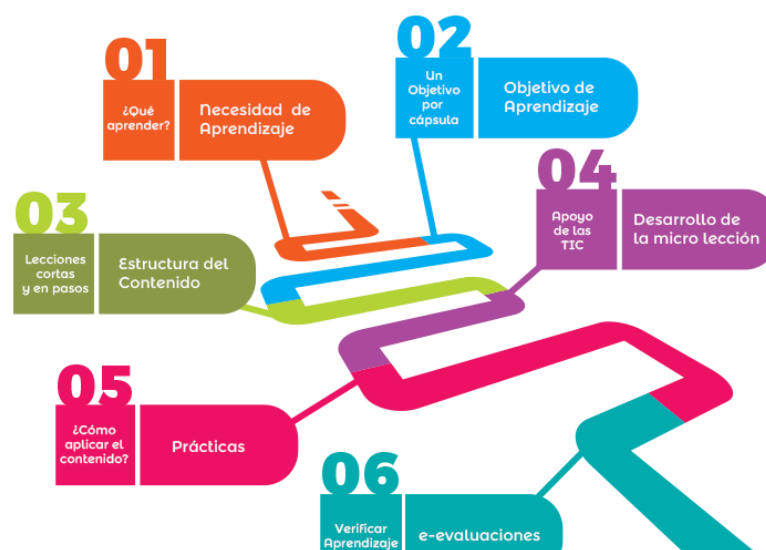 01
¿Qué
aprender?
Necesidad de
Aprendizaje
02
Un
Objetivo
por
cápsula
Objetivo de
Aprendizaje
03
Lecciones
cortas
y en pasos
Estructura del
Contenido
04
Apoyo
de las
TIC
Desarrollo de
la micro lección
05
¿Cómo
aplicar el
contenido?
Prácticas
06
Verificar
Aprendizaje
e-evaluaciones